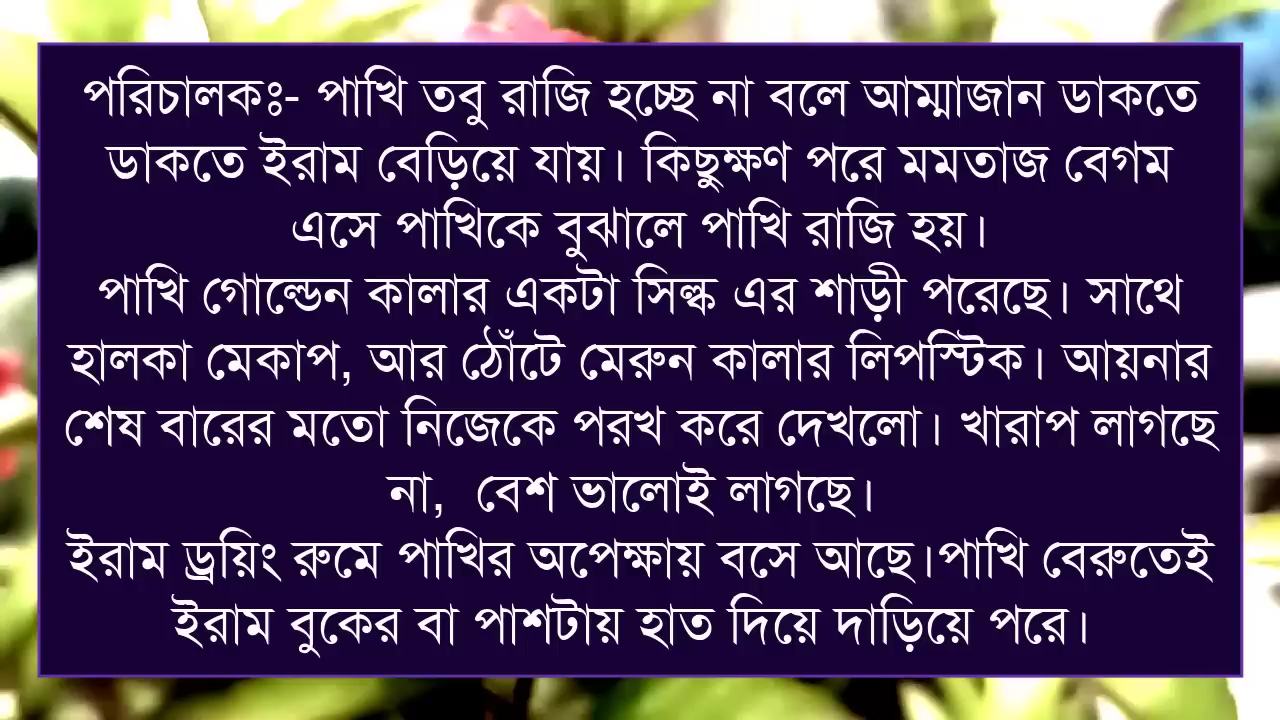 পরিচালকঃ- পাখি তবু রাজি হচ্ছে না বলে আম্মাজান ডাকতে
ডাকতে ইরাম বেড়িয়ে যায়। কিছুক্ষণ পরে মমতাজ বেগম
এসে পাখিকে বুঝালে পাখি রাজি হয়।
পাখি গোল্ডেন কালার একটা সিল্ক এর শাড়ী পরেছে। সাথে
হালকা মেকাপ, আর ঠোঁটে মেরুন কালার লিপস্টিক। আয়নার
শেষ বারের মতো নিজেকে পরখ করে দেখলো। খারাপ লাগছে
না, বেশ ভালোই লাগছে।
ইরাম ড্রয়িং রুমে পাখির অপেক্ষায় বসে আছে।পাখি বেরুতেই
ইরাম বুকের বা পাশটায় হাত দিয়ে দাড়িয়ে পরে।